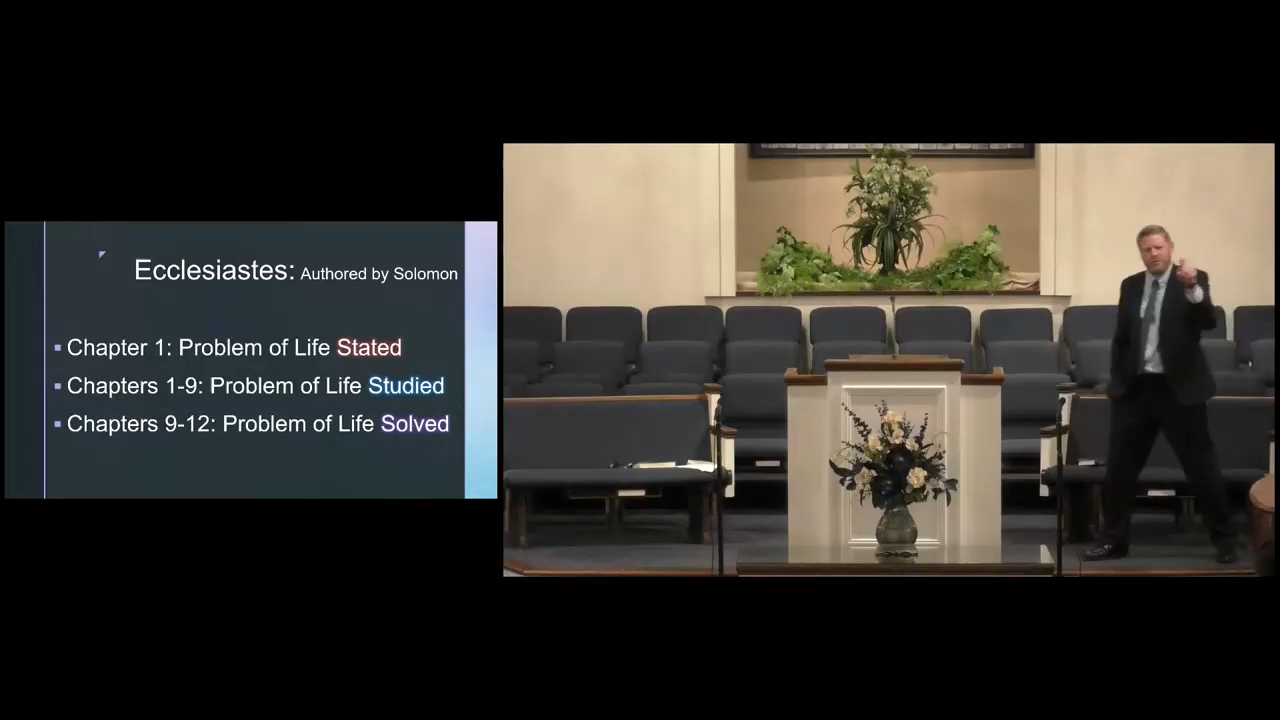 Ecclesiastes: Authored by Solomon
▪ Chapter 1: Problem of Life Stated
▪ Chapters 1-9: Problem of Life Studied
▪ Chapters 9-12: Problem of Life Solved